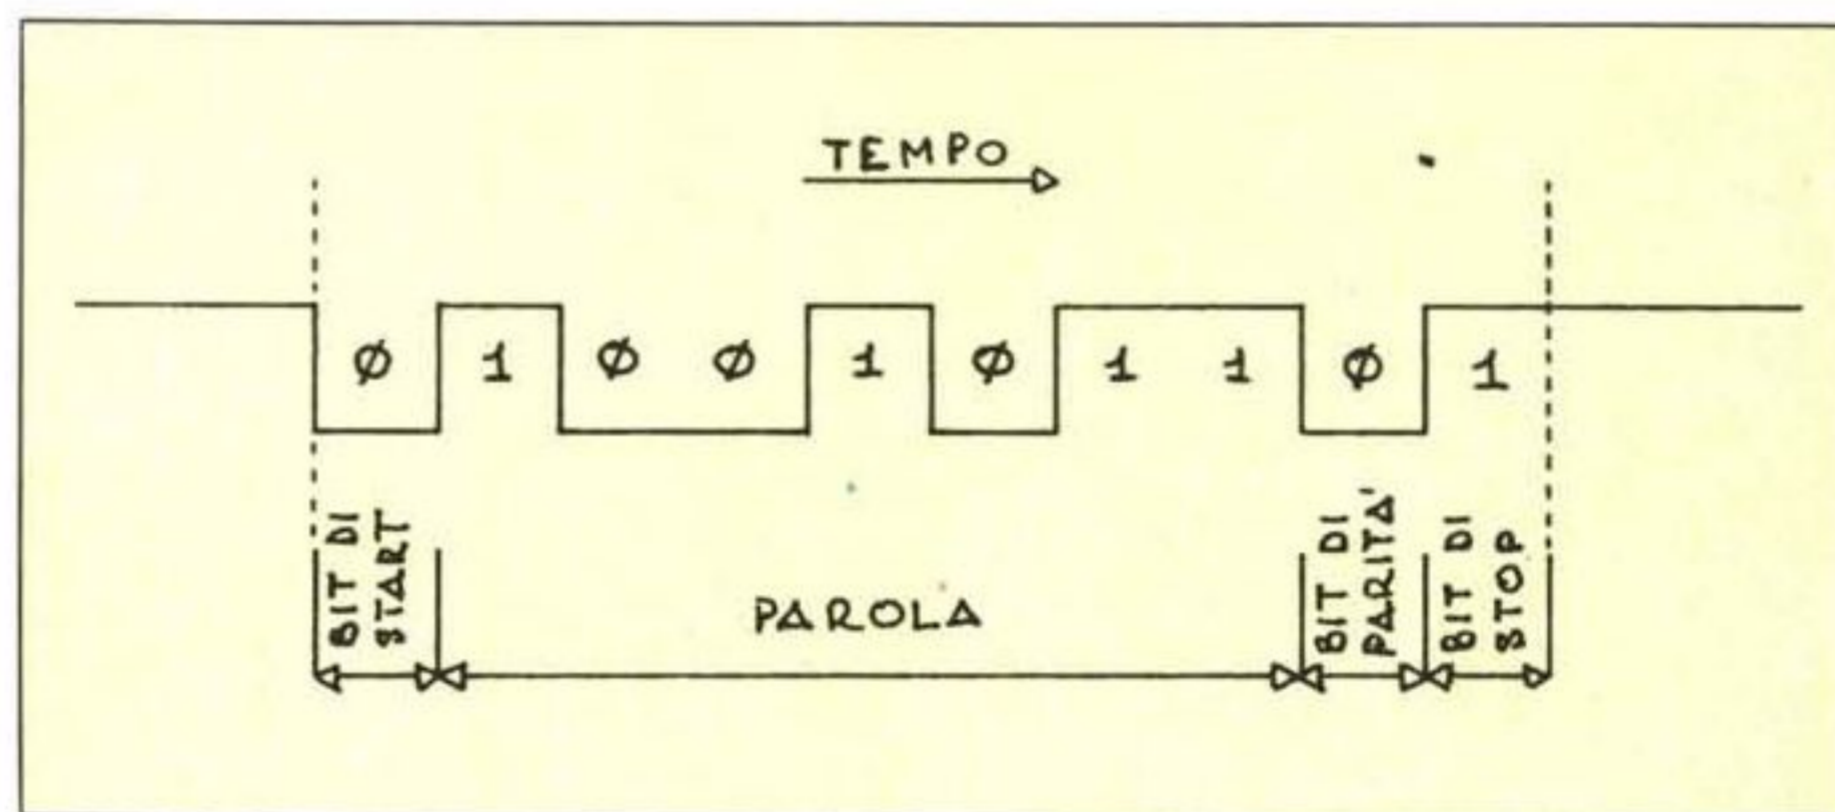 TEMPO
Ø 1 Ø Ø 1 Ø 1 1 Ø 1
BIT DI
START
PAROLA
BIT DI
PARITA'
BIT DI
STOP